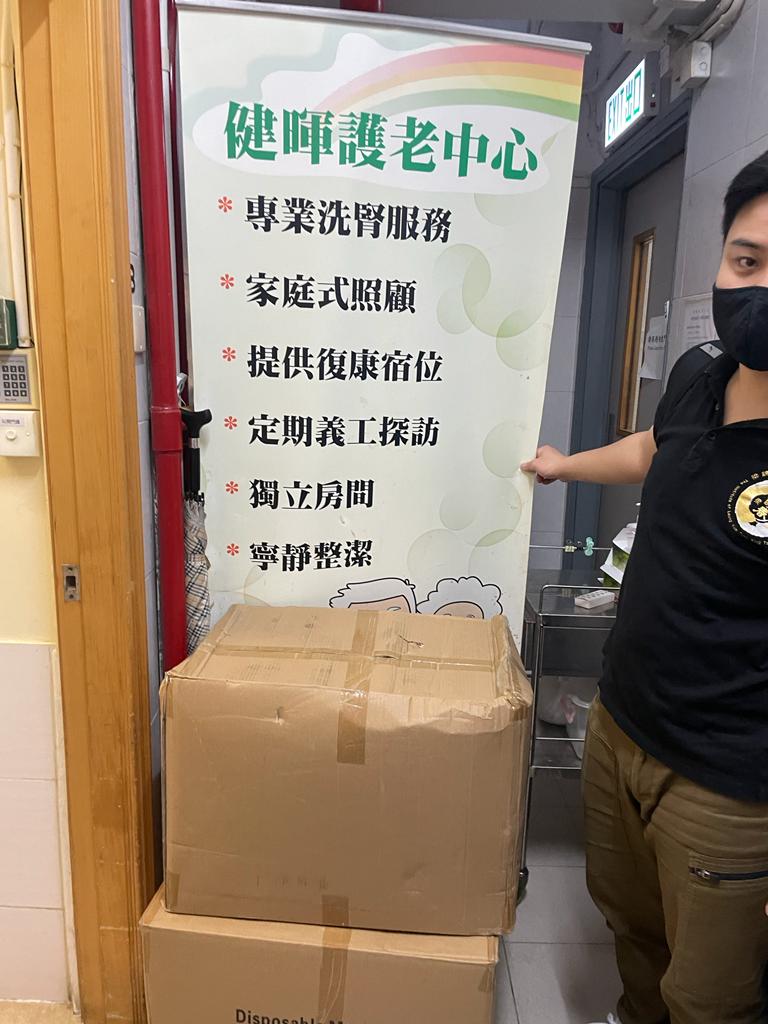 健暉護老中心
* 專業洗腎服務
* 家庭式照顧
* 提供復康宿位
* 定期義工探訪
* 獨立房間
* 寧靜整潔
EXIT 出口
Disposable